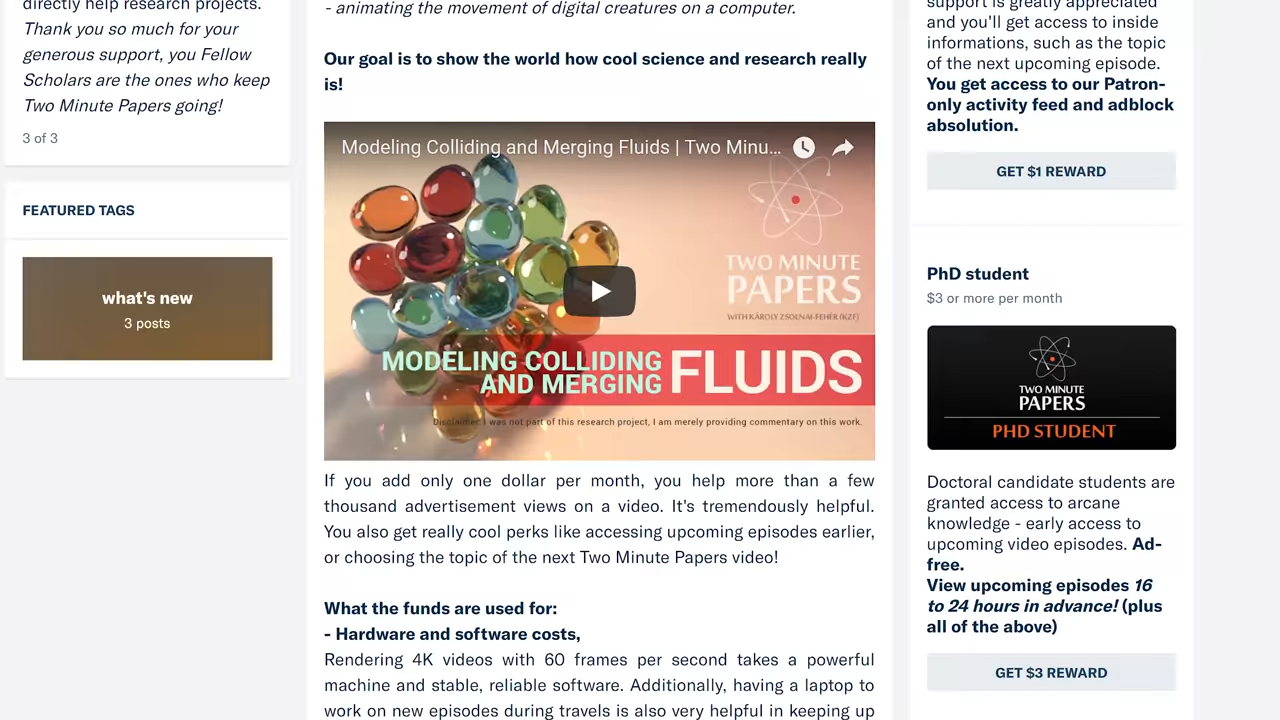 directly help research projects.
Thank you so much for your
generous support, you Fellow
Scholars are the ones who keep
Two Minute Papers going!
3 of 3
FEATURED TAGS
what's new
3 posts
- animating the movement of digital creatures on a computer.
Our goal is to show the world how cool science and research really
is!
Modeling Colliding and Merging Fluids | Two Minu...
TWO MINUTE
PAPERS
WITH KÁROLY ZSOLNAI-FEHÉR (KZF)
MODELING COLLIDING
AND MERGING
FLUIDS
Disclaimer: I was not part of this research project, I am merely providing commentary on this work.
If you add only one dollar per month, you help more than a few
thousand advertisement views on a video. It's tremendously helpful.
You also get really cool perks like accessing upcoming episodes earlier,
or choosing the topic of the next Two Minute Papers video!
What the funds are used for:
- Hardware and software costs,
Rendering 4K videos with 60 frames per second takes a powerful
machine and stable, reliable software. Additionally, having a laptop to
work on new episodes during travels is also very helpful in keeping up
support is greatly appreciated
and you'll get access to inside
informations, such as the topic
of the next upcoming episode.
You get access to our Patron-
only activity feed and adblock
absolution.
GET $1 REWARD
PhD student
$3 or more per month
TWO MINUTE
PAPERS
PHD STUDENT
Doctoral candidate students are
granted access to arcane
knowledge - early access to
upcoming video episodes. Ad-
free.
View upcoming episodes 16
to 24 hours in advance! (plus
all of the above)
GET $3 REWARD